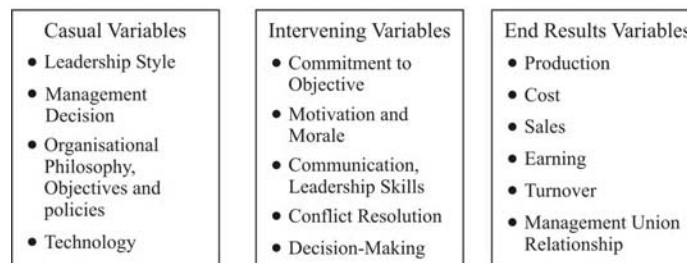 Casual Variables
• Leadership Style
• Management
Decision
• Organisational
Philosophy,
Objectives and
policies
• Technology
Intervening Variables
• Commitment to
Objective
• Motivation and
Morale
• Communication,
Leadership Skills
• Conflict Resolution
• Decision-Making
End Results Variables
• Production
• Cost
• Sales
• Earning
• Turnover
• Management Union
Relationship